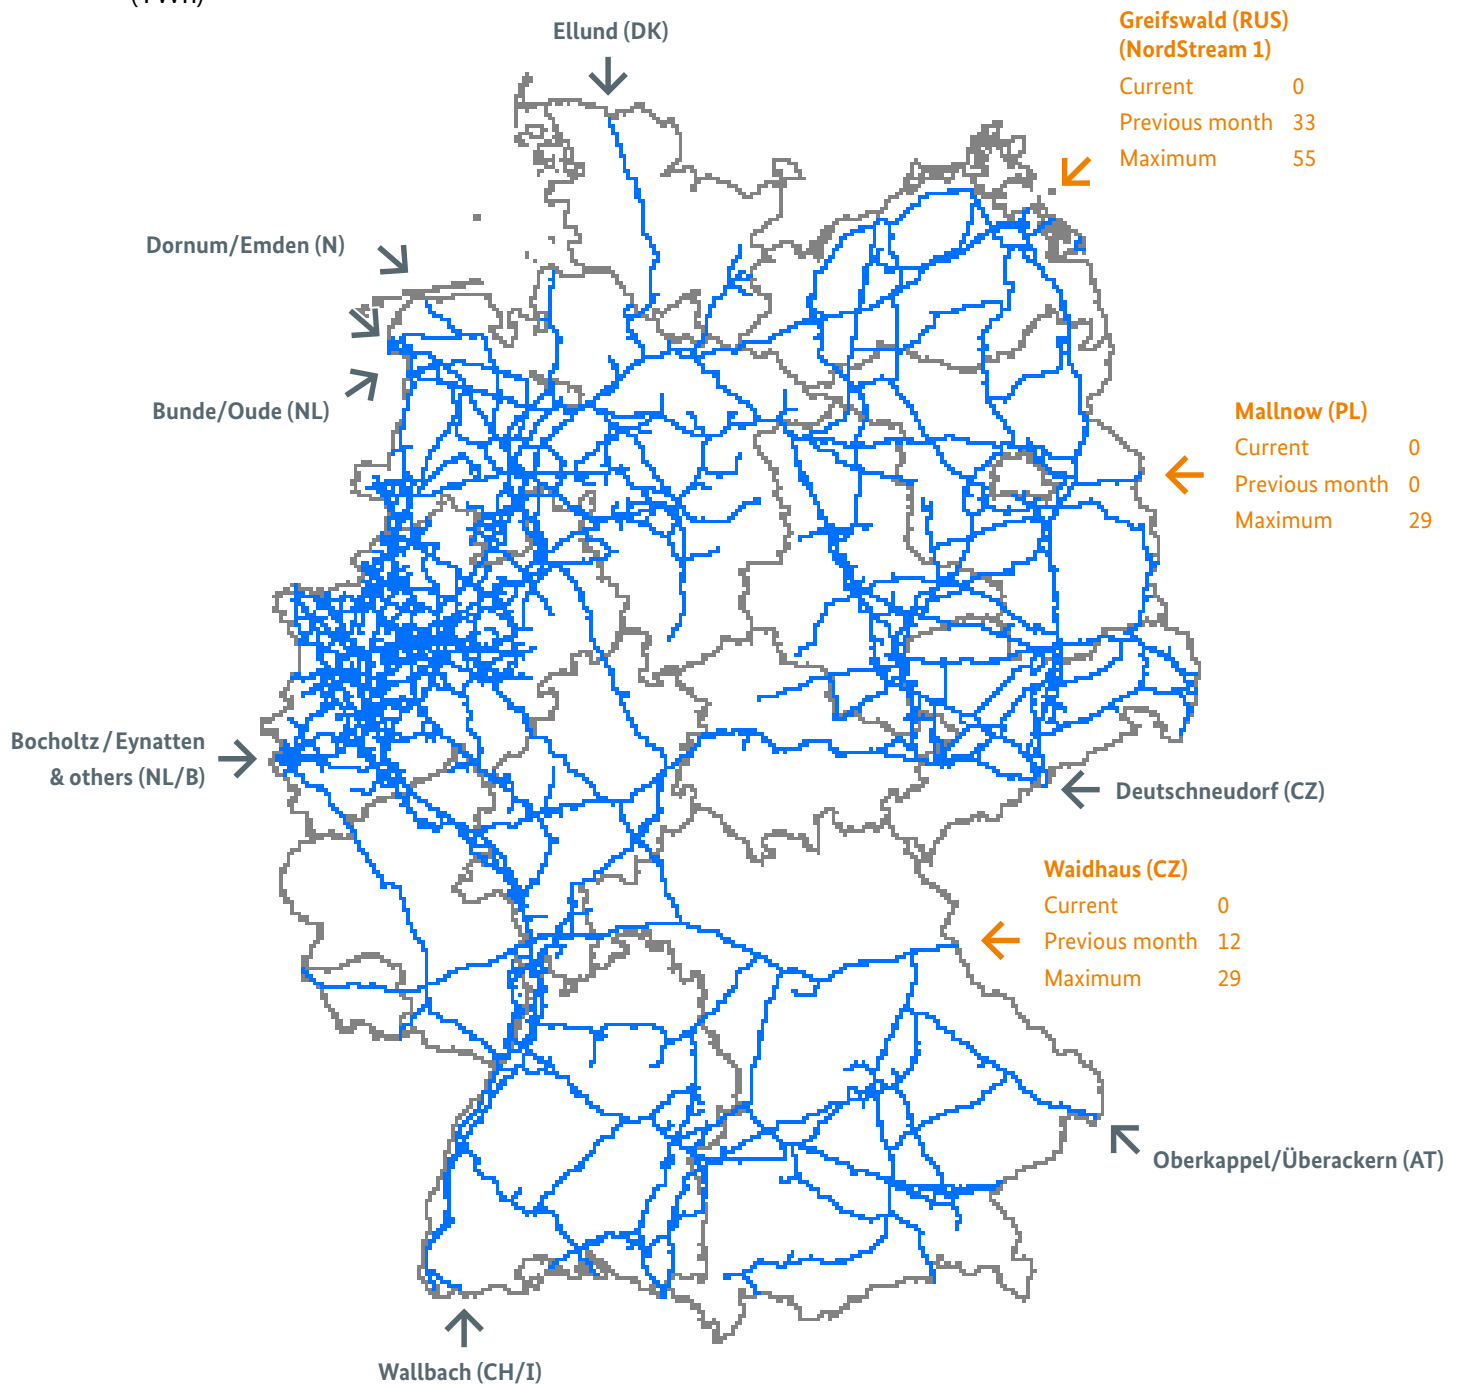 (TWh)
Ellund (DK)
Greifswald (RUS)
(NordStream 1)
Current 0
Previous month 33
Maximum 55
Dornum/Emden (N)
Bunde/Oude (NL)
Mallnow (PL)
Current 0
Previous month 0
Maximum 29
Bocholtz / Eynatten
& others (NL/B)
Deutschneudorf (CZ)
Waidhaus (CZ)
Current 0
Previous month 12
Maximum 29
Oberkappel/Überackern (AT)
Wallbach (CH/I)